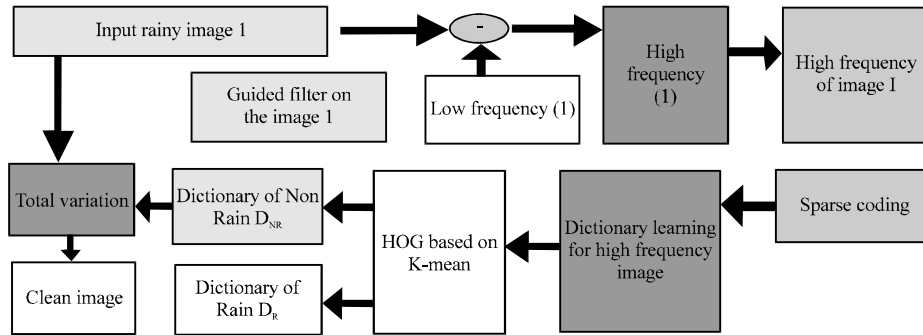 Input rainy image 1
-
High
frequency
(1)
High frequency
of image I
Guided filter on
the image 1
Low frequency (1)
Total variation
Dictionary of Non
Rain D_NR
HOG based on
K-mean
Dictionary learning
for high frequency
image
Sparse coding
Clean image
Dictionary of
Rain D_R